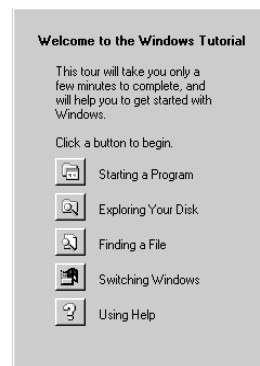 Welcome to the Windows Tutorial
This tour will take you only a
few minutes to complete, and
will help you to get started with
Windows.
Click a button to begin.
Starting a Program
Exploring Your Disk
Finding a File
Switching Windows
Using Help